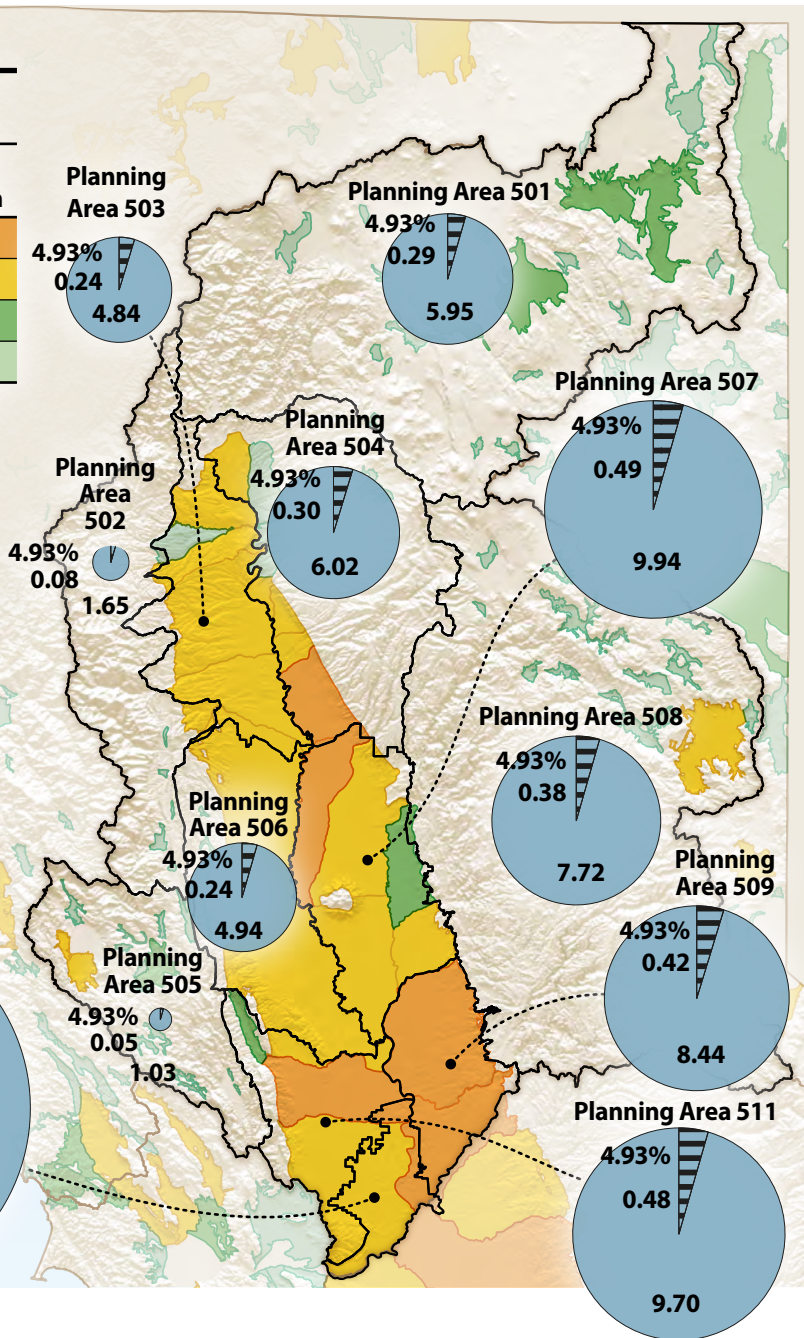 Planning
Area 503
4.93%
0.24
4.84
Planning Area 501
4.93%
0.29
5.95
Planning Area 507
4.93%
0.49
9.94
Planning
Area 504
4.93%
0.30
6.02
Planning
Area
502
4.93%
0.08
1.65
Planning Area 508
4.93%
0.38
7.72
Planning
Area 506
4.93%
0.24
4.94
Planning
Area 509
4.93%
0.42
8.44
Planning
Area 505
4.93%
0.05
1.03
Planning Area 511
4.93%
0.48
9.70